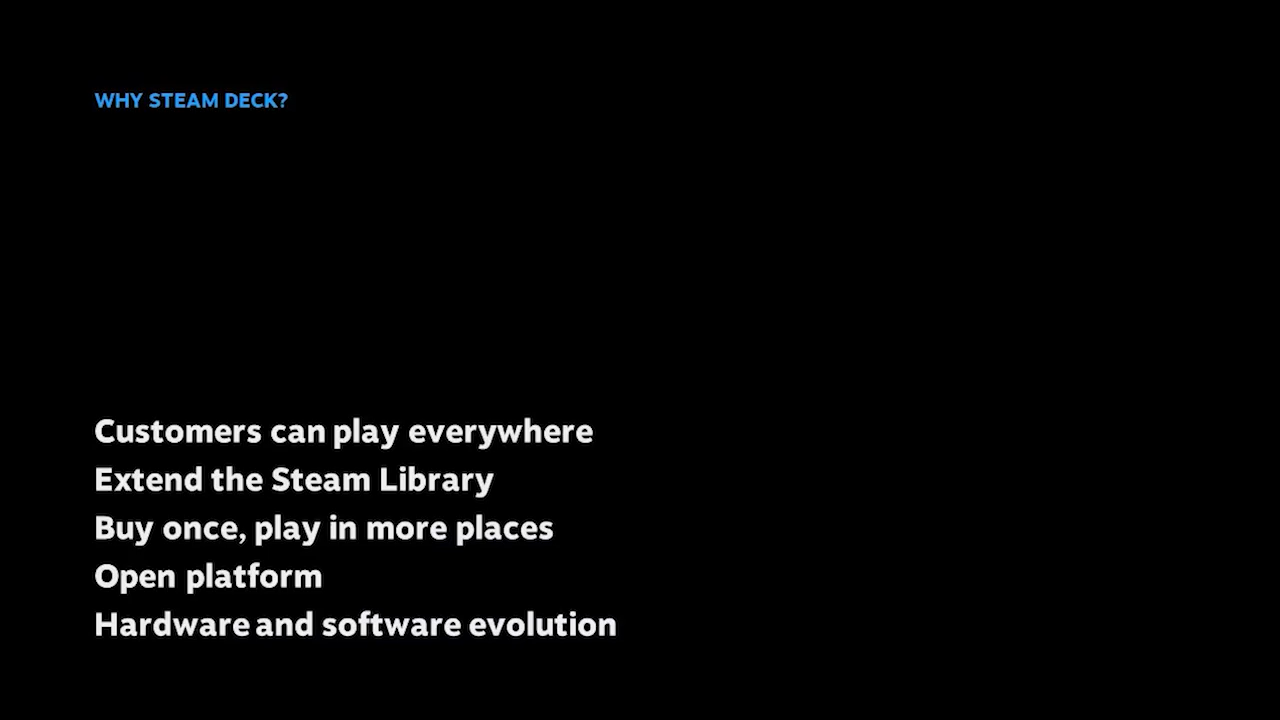 WHY STEAM DECK?
Customers can play everywhere
Extend the Steam Library
Buy once, play in more places
Open platform
Hardware and software evolution